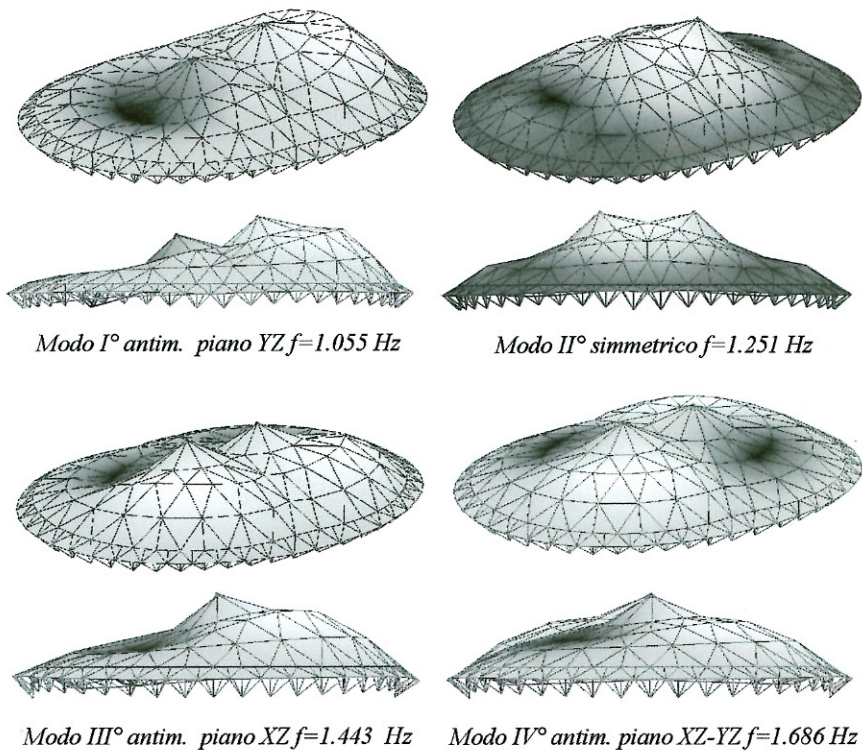 Modo I° antim. piano YZ f=1.055 Hz
Modo II° simmetrico f=1.251 Hz
Modo III° antim. piano XZ f=1.443 Hz
Modo IV° antim. piano XZ-YZ f=1.686 Hz